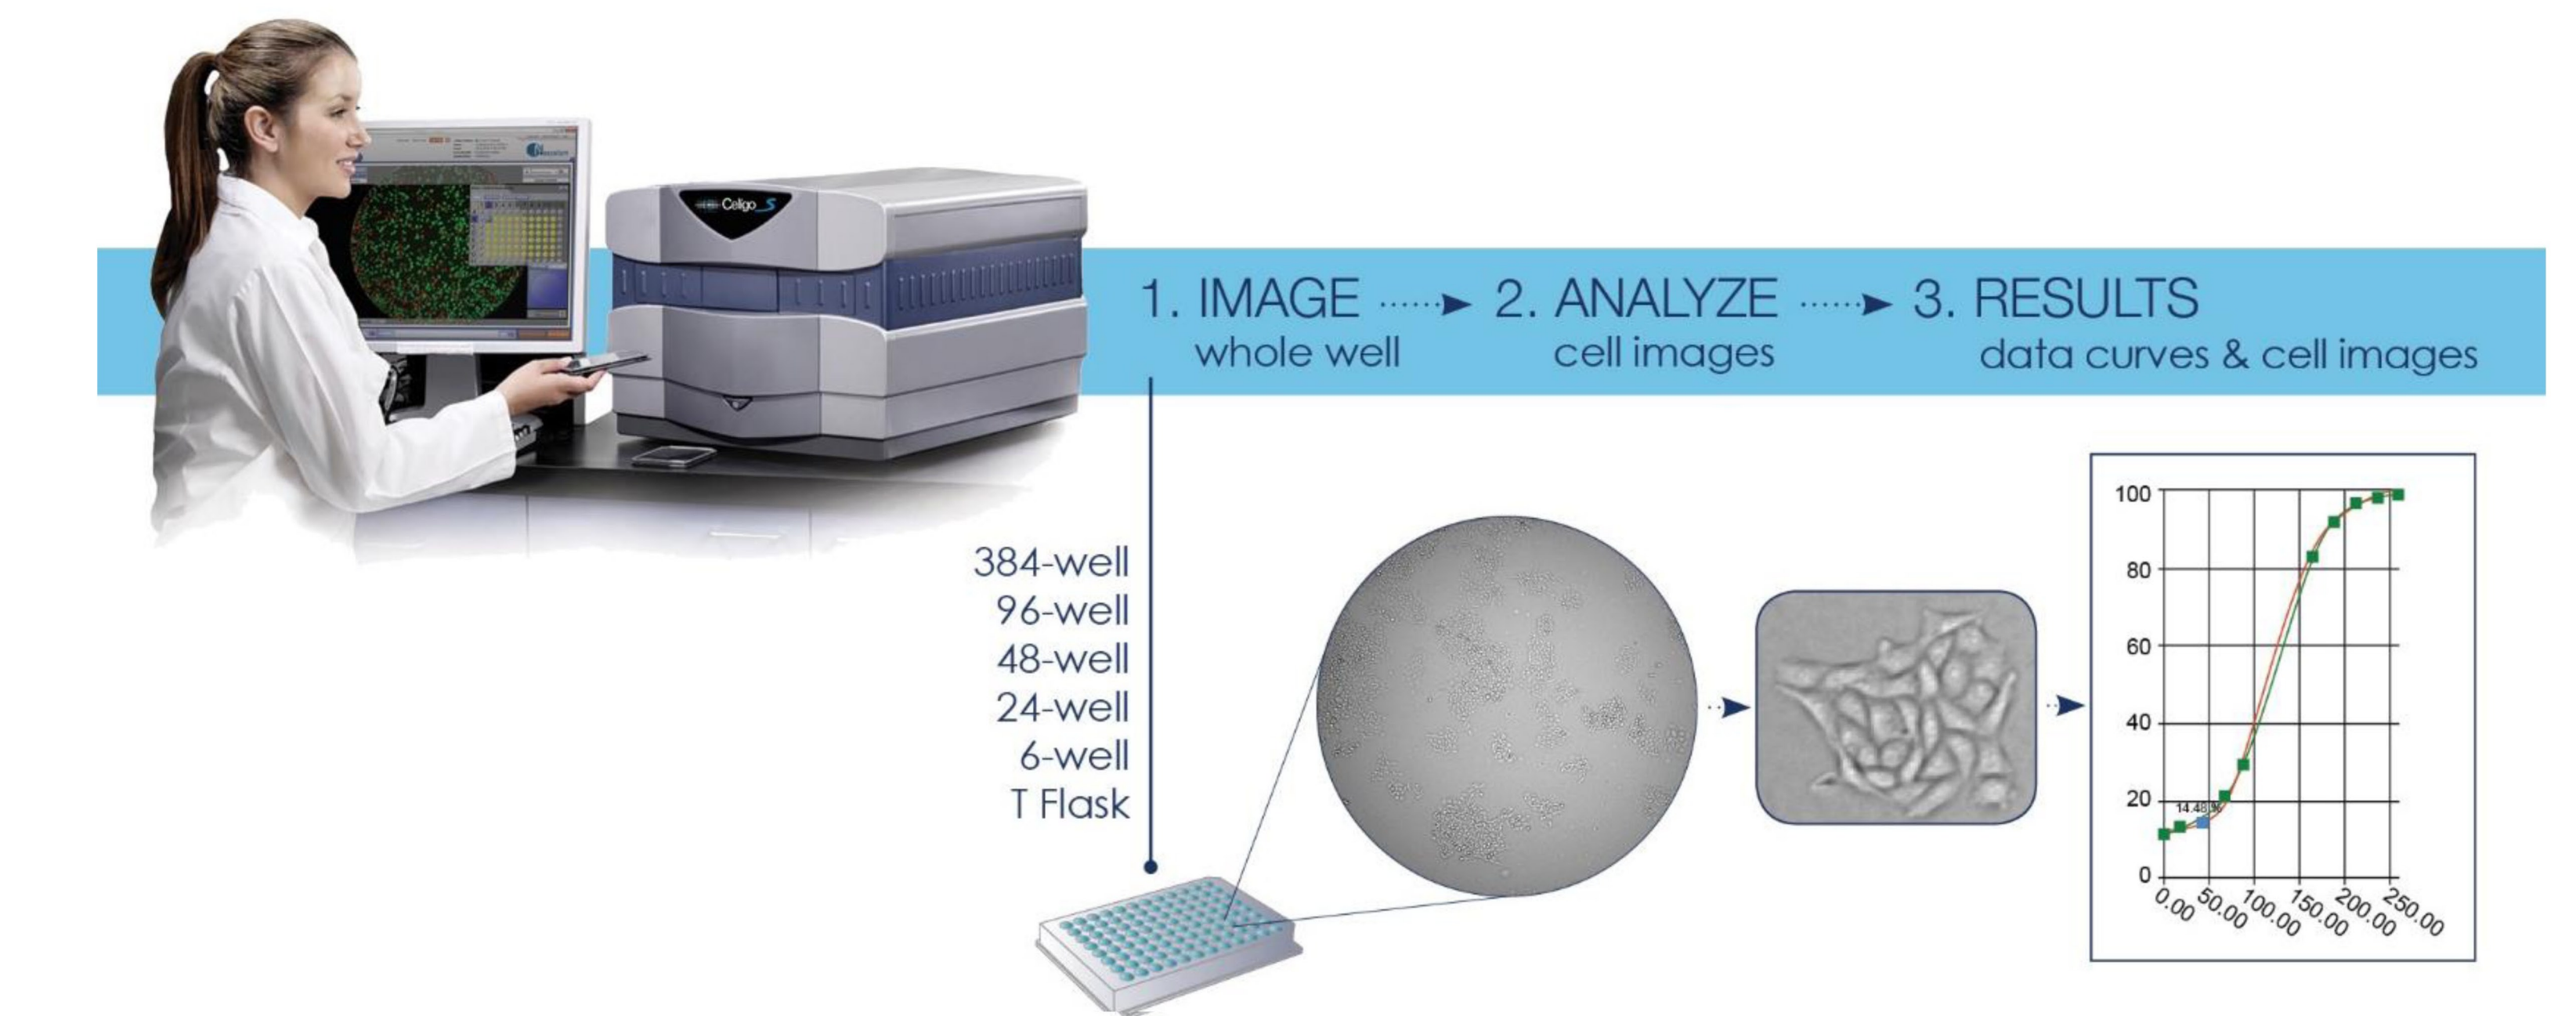 Celigo S
1. IMAGE
whole well
2. ANALYZE
cell images
3. RESULTS
data curves & cell images
384-well
96-well
48-well
24-well
6-well
T Flask
100
80
60
40
20
0
14.48%
0.00
50.00
100.00
150.00
200.00
250.00